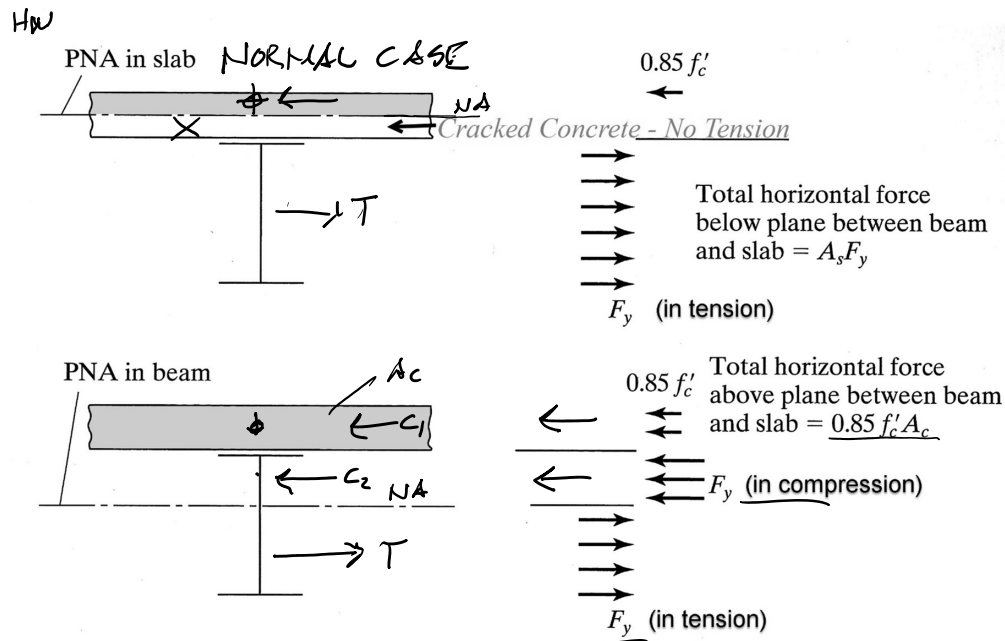 HW
PNA in slab NORMAL CASE
0.85 f′c
NA
Cracked Concrete - No Tension
T
Total horizontal force
below plane between beam
and slab = AsFy
Fy (in tension)
PNA in beam
Ac
C1
0.85 f′c
Total horizontal force
above plane between beam
and slab = 0.85 f′c Ac
C2 NA
Fy (in compression)
T
Fy (in tension)